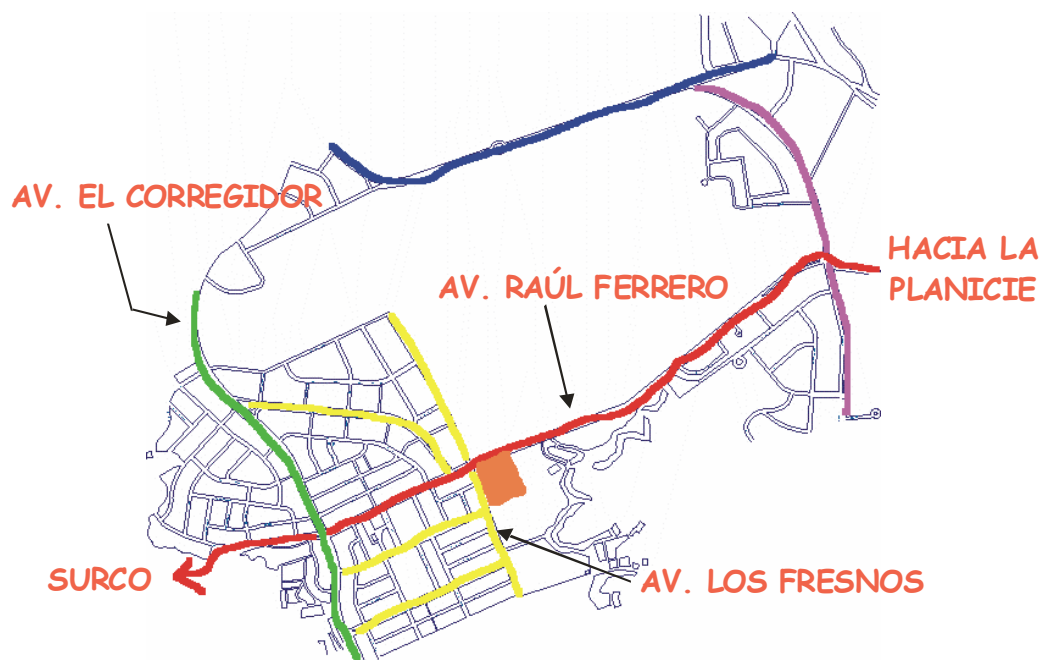 AV. EL CORREGIDOR
HACIA LA
PLANICIE
AV. RAÚL FERRERO
SURCO
AV. LOS FRESNOS